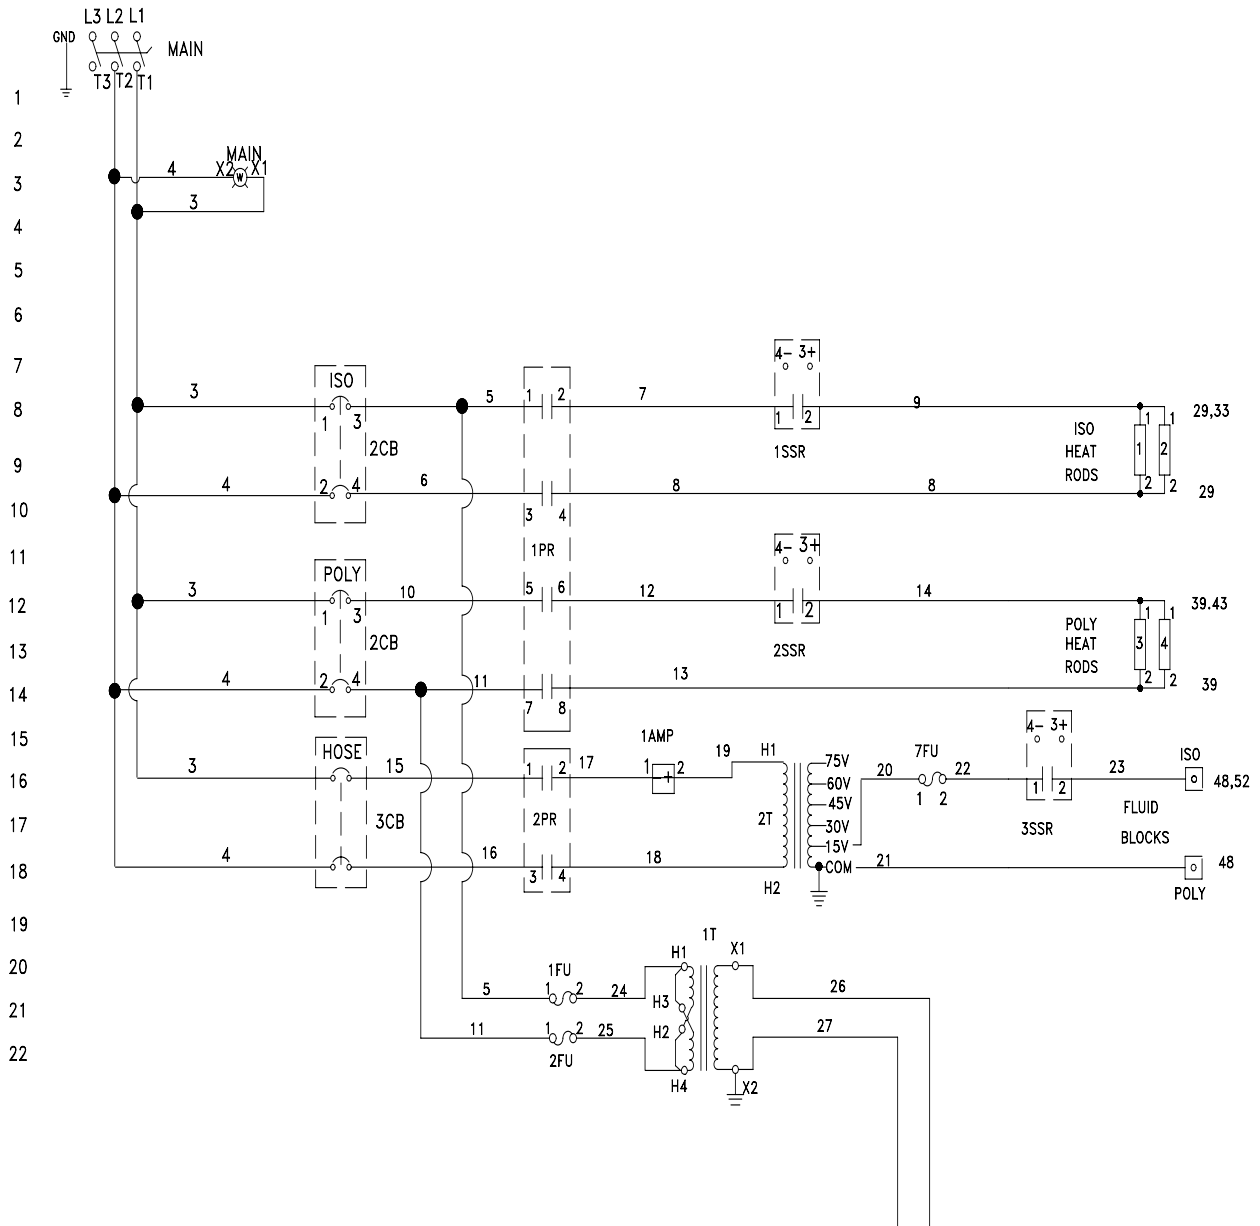 L3 L2 L1
GND
MAIN
T3 T2 T1
1
2
MAIN
X2 W X1
4
3
3
4
5
6
7
4- 3+
ISO
3 5 1 2 7 9 1 1
8 1 3 1 2 29,33
2CB 1SSR ISO
HEAT
RODS
1 2
9
4 2 4 6 8 8 2 2 29
10 3 4
11 1PR 4- 3+
POLY
3 10 5 6 12 14 1 1
12 1 3 1 2 39.43
2CB 2SSR POLY
HEAT
RODS
3 4
13
4 2 4 11 13 2 2 39
14 7 8
15 1AMP 4- 3+
HOSE 19 H1 7FU ISO
3 15 1 2 17 1 + 2 75V 20 22 23
16 60V 1 2 1 2 48,52
45V FLUID
BLOCKS
17 3CB 2PR 2T 30V 3SSR
15V
4 16 18 COM 21 48
18 3 4 H2 POLY
19
1T
20 1FU H1 X1
5 1 2 24 26
H3
21
11 1 2 25 H2 27
22 2FU
H4 X2